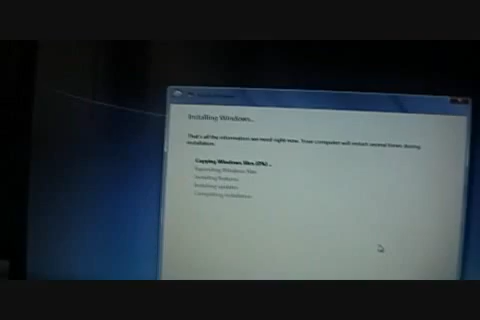 Installing Windows...
That's all the information we need right now. Your computer will restart several times during
installation.
Copying Windows files
Expanding Windows files
Installing features
Installing updates
Completing installation